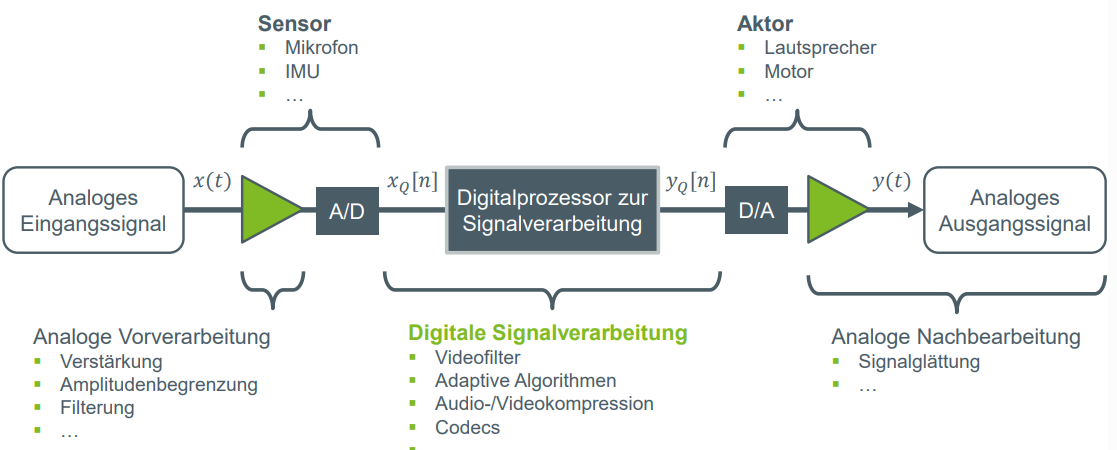 Sensor
▪ Mikrofon
▪ IMU
▪ …
Aktor
▪ Lautsprecher
▪ Motor
▪ …
Analoges
Eingangssignal
x(t)
A/D
x_Q[n]
Digitalprozessor zur
Signalverarbeitung
y_Q[n]
D/A
y(t)
Analoges
Ausgangssignal
Analoge Vorverarbeitung
▪ Verstärkung
▪ Amplitudenbegrenzung
▪ Filterung
▪ …
Digitale Signalverarbeitung
▪ Videofilter
▪ Adaptive Algorithmen
▪ Audio-/Videokompression
▪ Codecs
Analoge Nachbearbeitung
▪ Signalglättung
▪ …